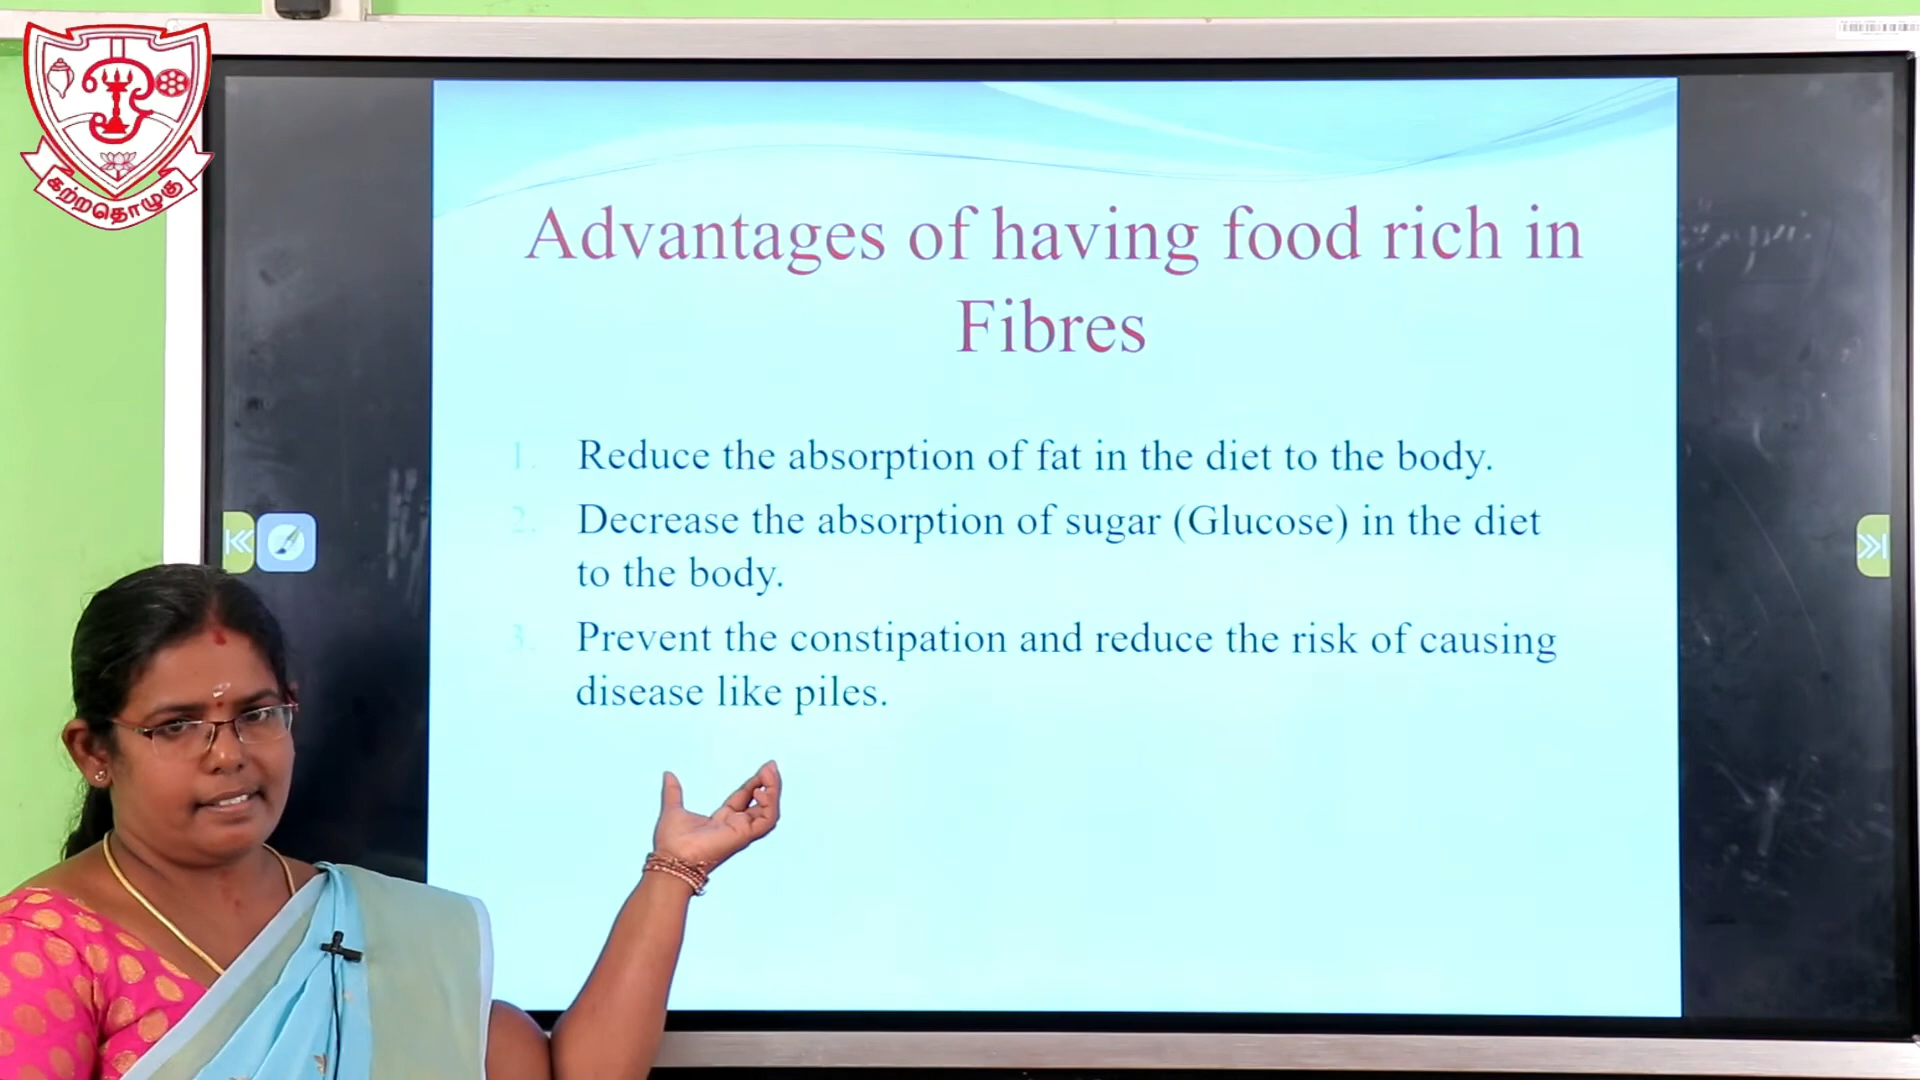 கற்றதொழுகு
Advantages of having food rich in
Fibres
1. Reduce the absorption of fat in the diet to the body.
2. Decrease the absorption of sugar (Glucose) in the diet
to the body.
3. Prevent the constipation and reduce the risk of causing
disease like piles.